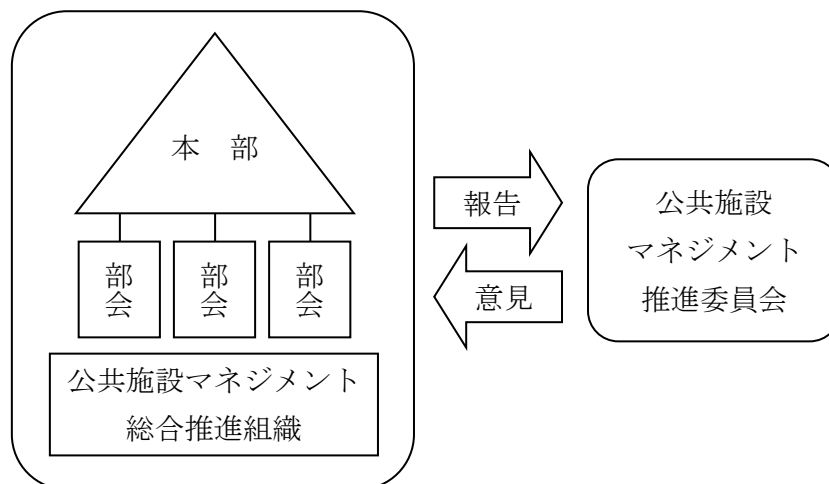 本　部
部会
部会
部会
公共施設マネジメント
総合推進組織
報告
意見
公共施設
マネジメント
推進委員会